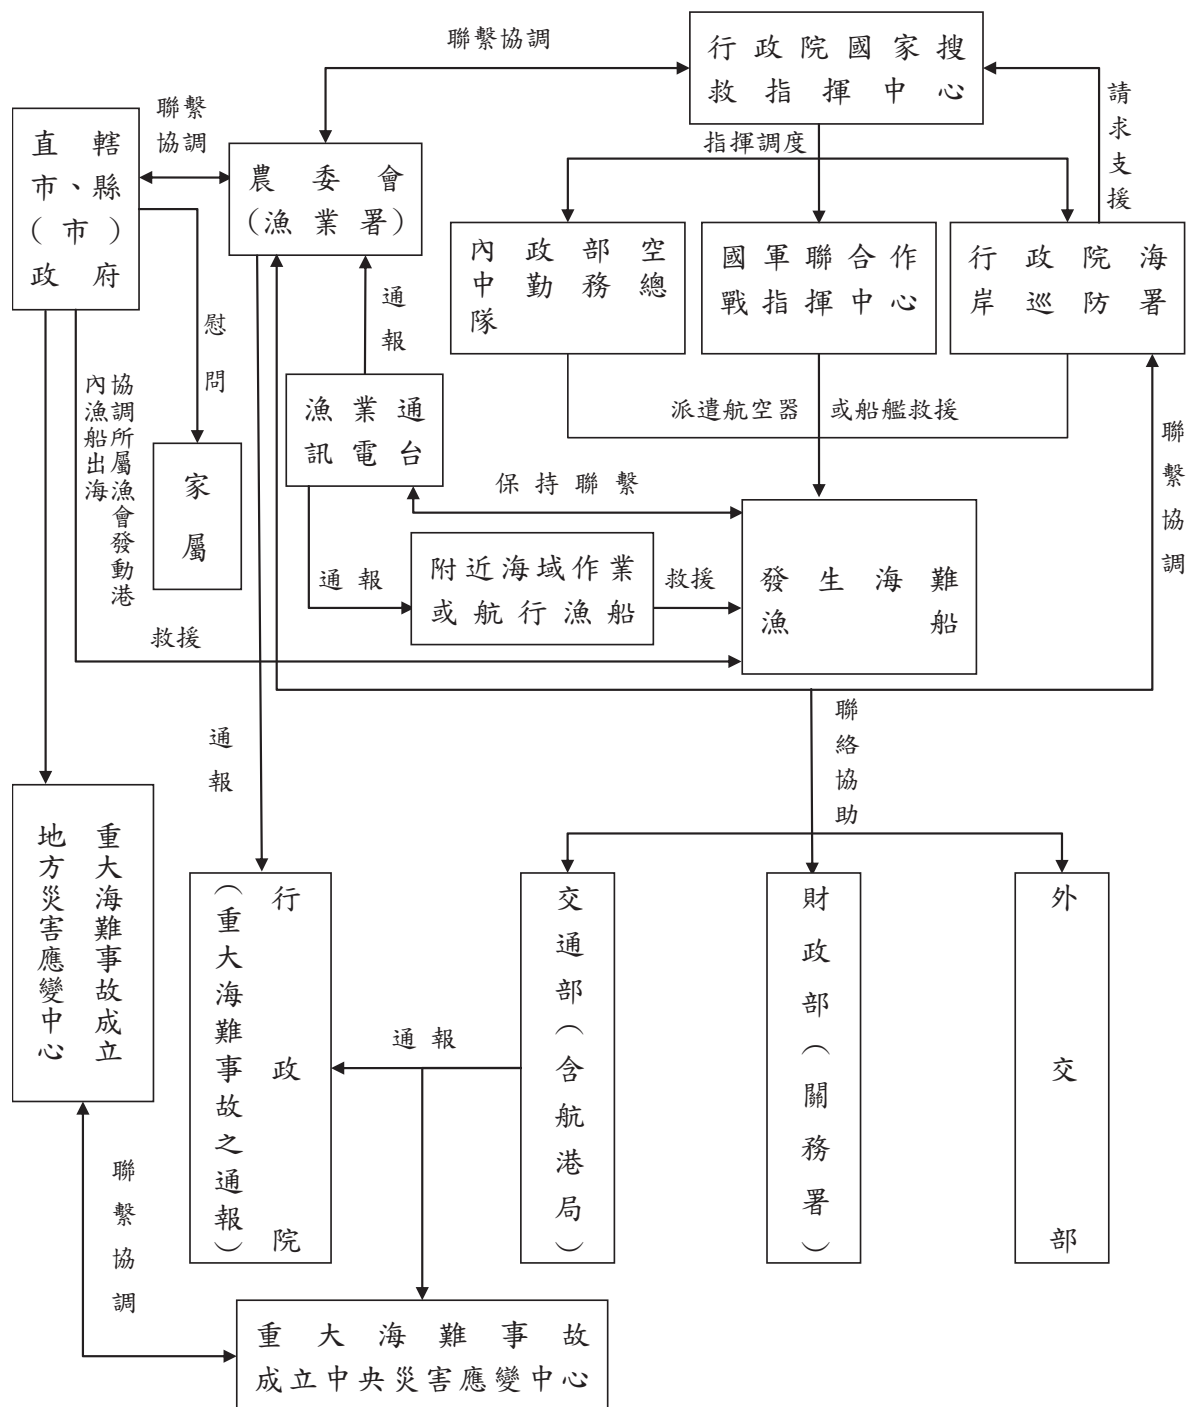 聯繫協調
行政院國家搜
救指揮中心
請求支援
聯繫
協調
直轄
市、縣
(市)
政府
農委會
(漁業署)
指揮調度
內政部空
中勤務總
隊
國軍聯合作
戰指揮中心
行政院海
岸巡防署
通報
慰問
漁業通
訊電台
協調所屬漁會發動港
內漁船出海
派遣航空器 或船艦救援
聯繫協調
家屬
保持聯繫
附近海域作業
或航行漁船
通報
救援
發生海難
漁船
救援
通報
聯絡協助
重大海難事故成立
地方災害應變中心
行政院
(重大海難事故之通報)
通報
交通部(含航港局)
財政部(關務署)
外交部
聯繫協調
重大海難事故
成立中央災害應變中心